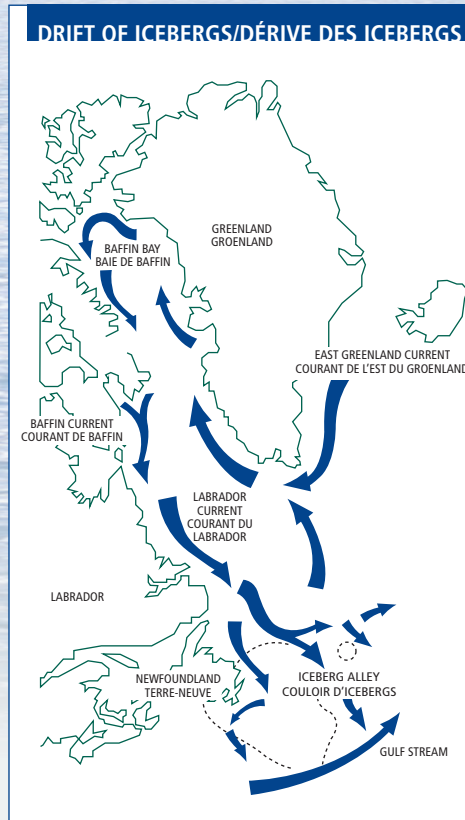 DRIFT OF ICEBERGS/DÉRIVE DES ICEBERGS
GREENLAND
GROENLAND
BAFFIN BAY
BAIE DE BAFFIN
EAST GREENLAND CURRENT
COURANT DE L'EST DU GROENLAND
BAFFIN CURRENT
COURANT DE BAFFIN
LABRADOR
CURRENT
COURANT DU
LABRADOR
LABRADOR
NEWFOUNDLAND
TERRE-NEUVE
ICEBERG ALLEY
COULOIR D'ICEBERGS
GULF STREAM